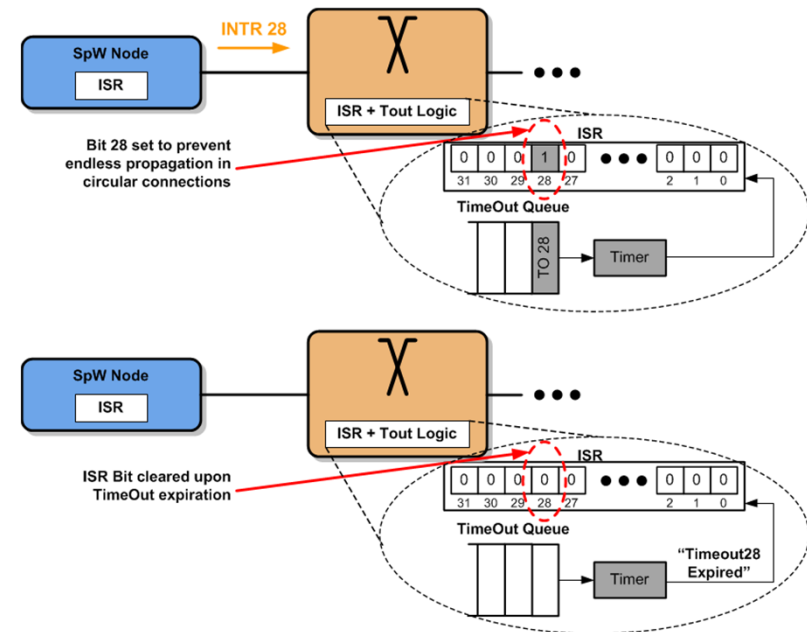 INTR 28
SpW Node
ISR
ISR + Tout Logic
Bit 28 set to prevent
endless propagation in
circular connections
ISR
0 0 0 1 0 0 0 0
31 30 29 28 27 2 1 0
TimeOut Queue
TO 28
Timer
SpW Node
ISR
ISR + Tout Logic
ISR Bit cleared upon
TimeOut expiration
ISR
0 0 0 0 0 0 0 0
31 30 29 28 27 2 1 0
TimeOut Queue
Timer
“Timeout28
Expired”